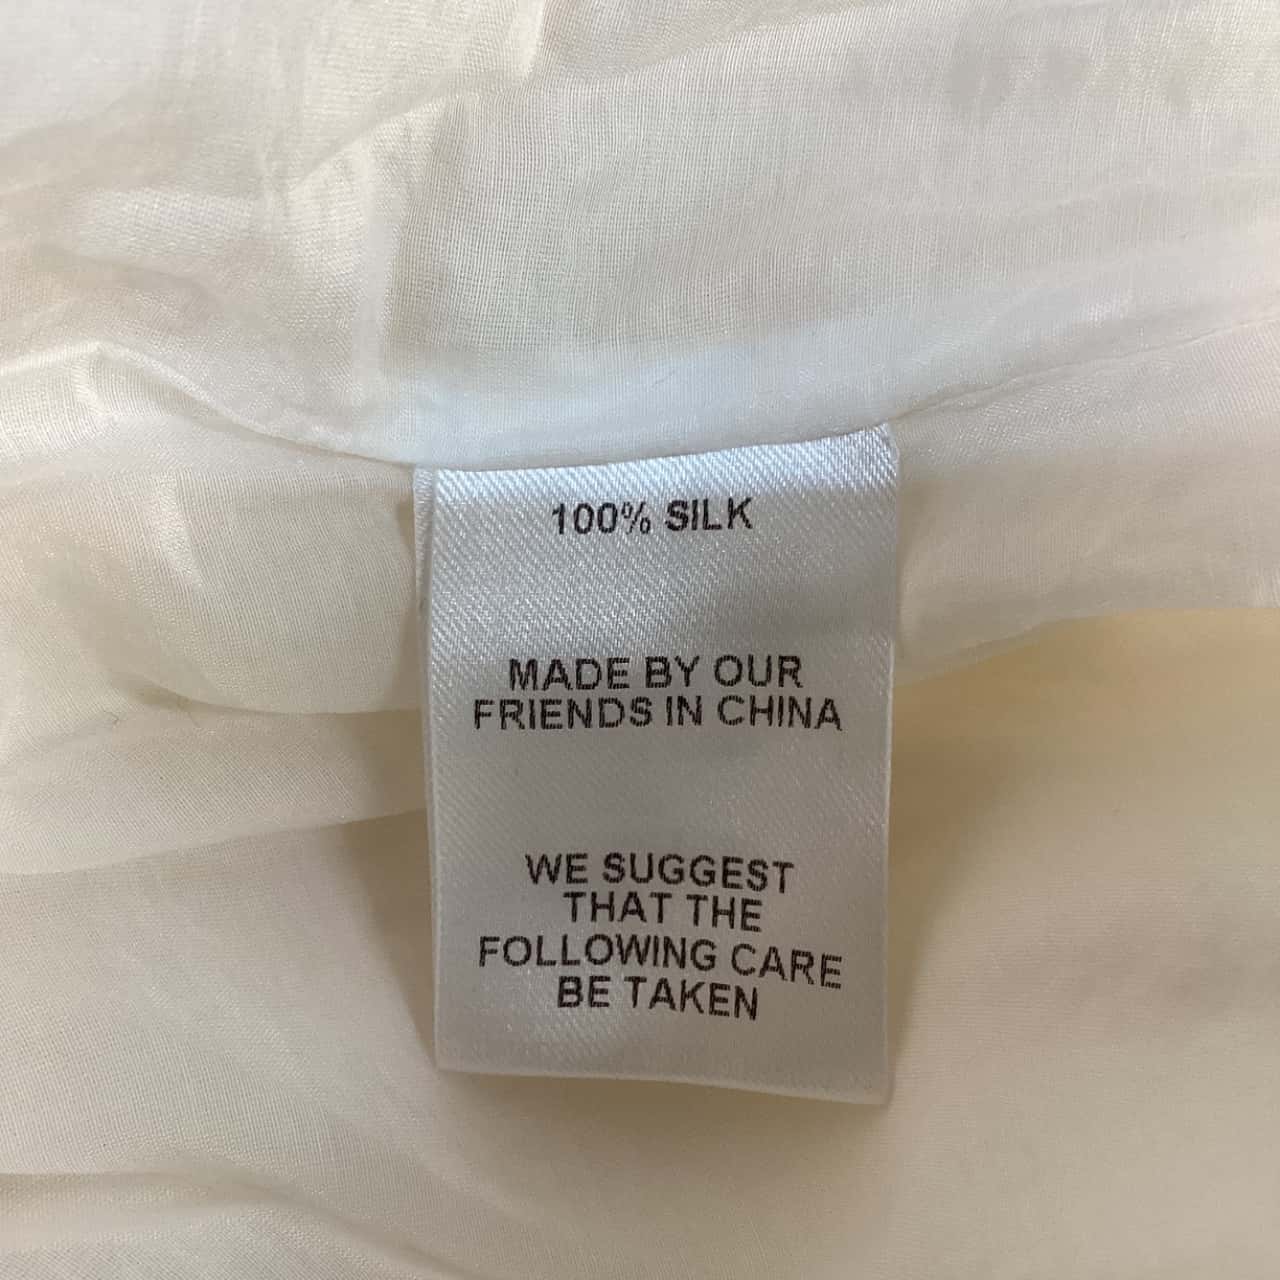 100% SILK
MADE BY OUR
FRIENDS IN CHINA
WE SUGGEST
THAT THE
FOLLOWING CARE
BE TAKEN